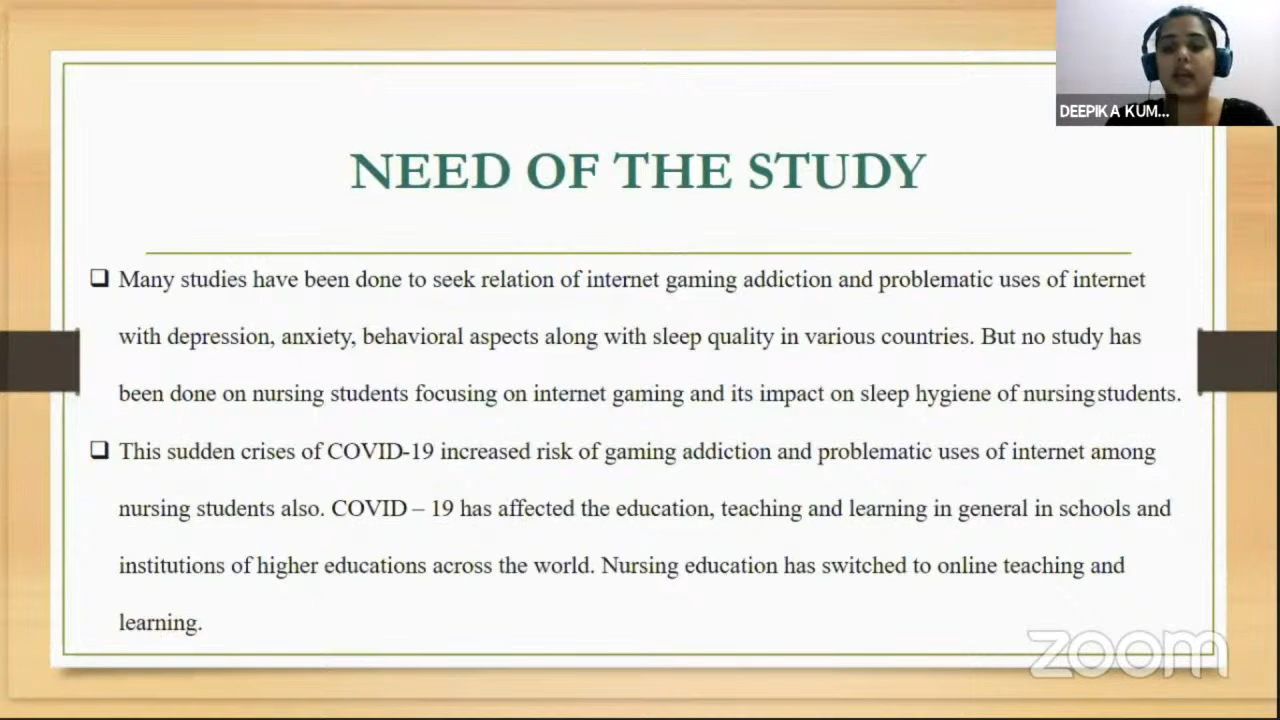 DEEPIKA KUM...
NEED OF THE STUDY
Many studies have been done to seek relation of internet gaming addiction and problematic uses of internet
with depression, anxiety, behavioral aspects along with sleep quality in various countries. But no study has
been done on nursing students focusing on internet gaming and its impact on sleep hygiene of nursing students.
This sudden crises of COVID-19 increased risk of gaming addiction and problematic uses of internet among
nursing students also. COVID – 19 has affected the education, teaching and learning in general in schools and
institutions of higher educations across the world. Nursing education has switched to online teaching and
learning.
zoom